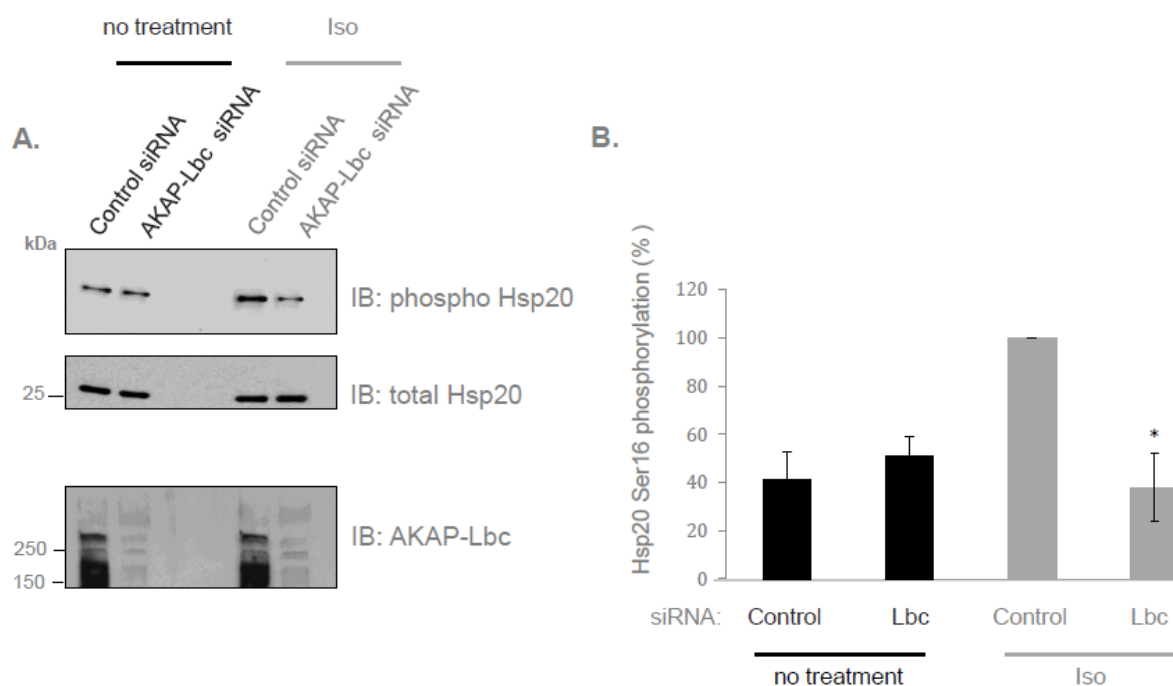 no treatment
Iso
A.
Control siRNA
AKAP-Lbc siRNA
Control siRNA
AKAP-Lbc siRNA
kDa
IB: phospho Hsp20
25
IB: total Hsp20
250
150
IB: AKAP-Lbc
B.
Hsp20 Ser16 phosphorylation (%)
120
100
80
60
40
20
0
*
siRNA: Control Lbc Control Lbc
no treatment Iso